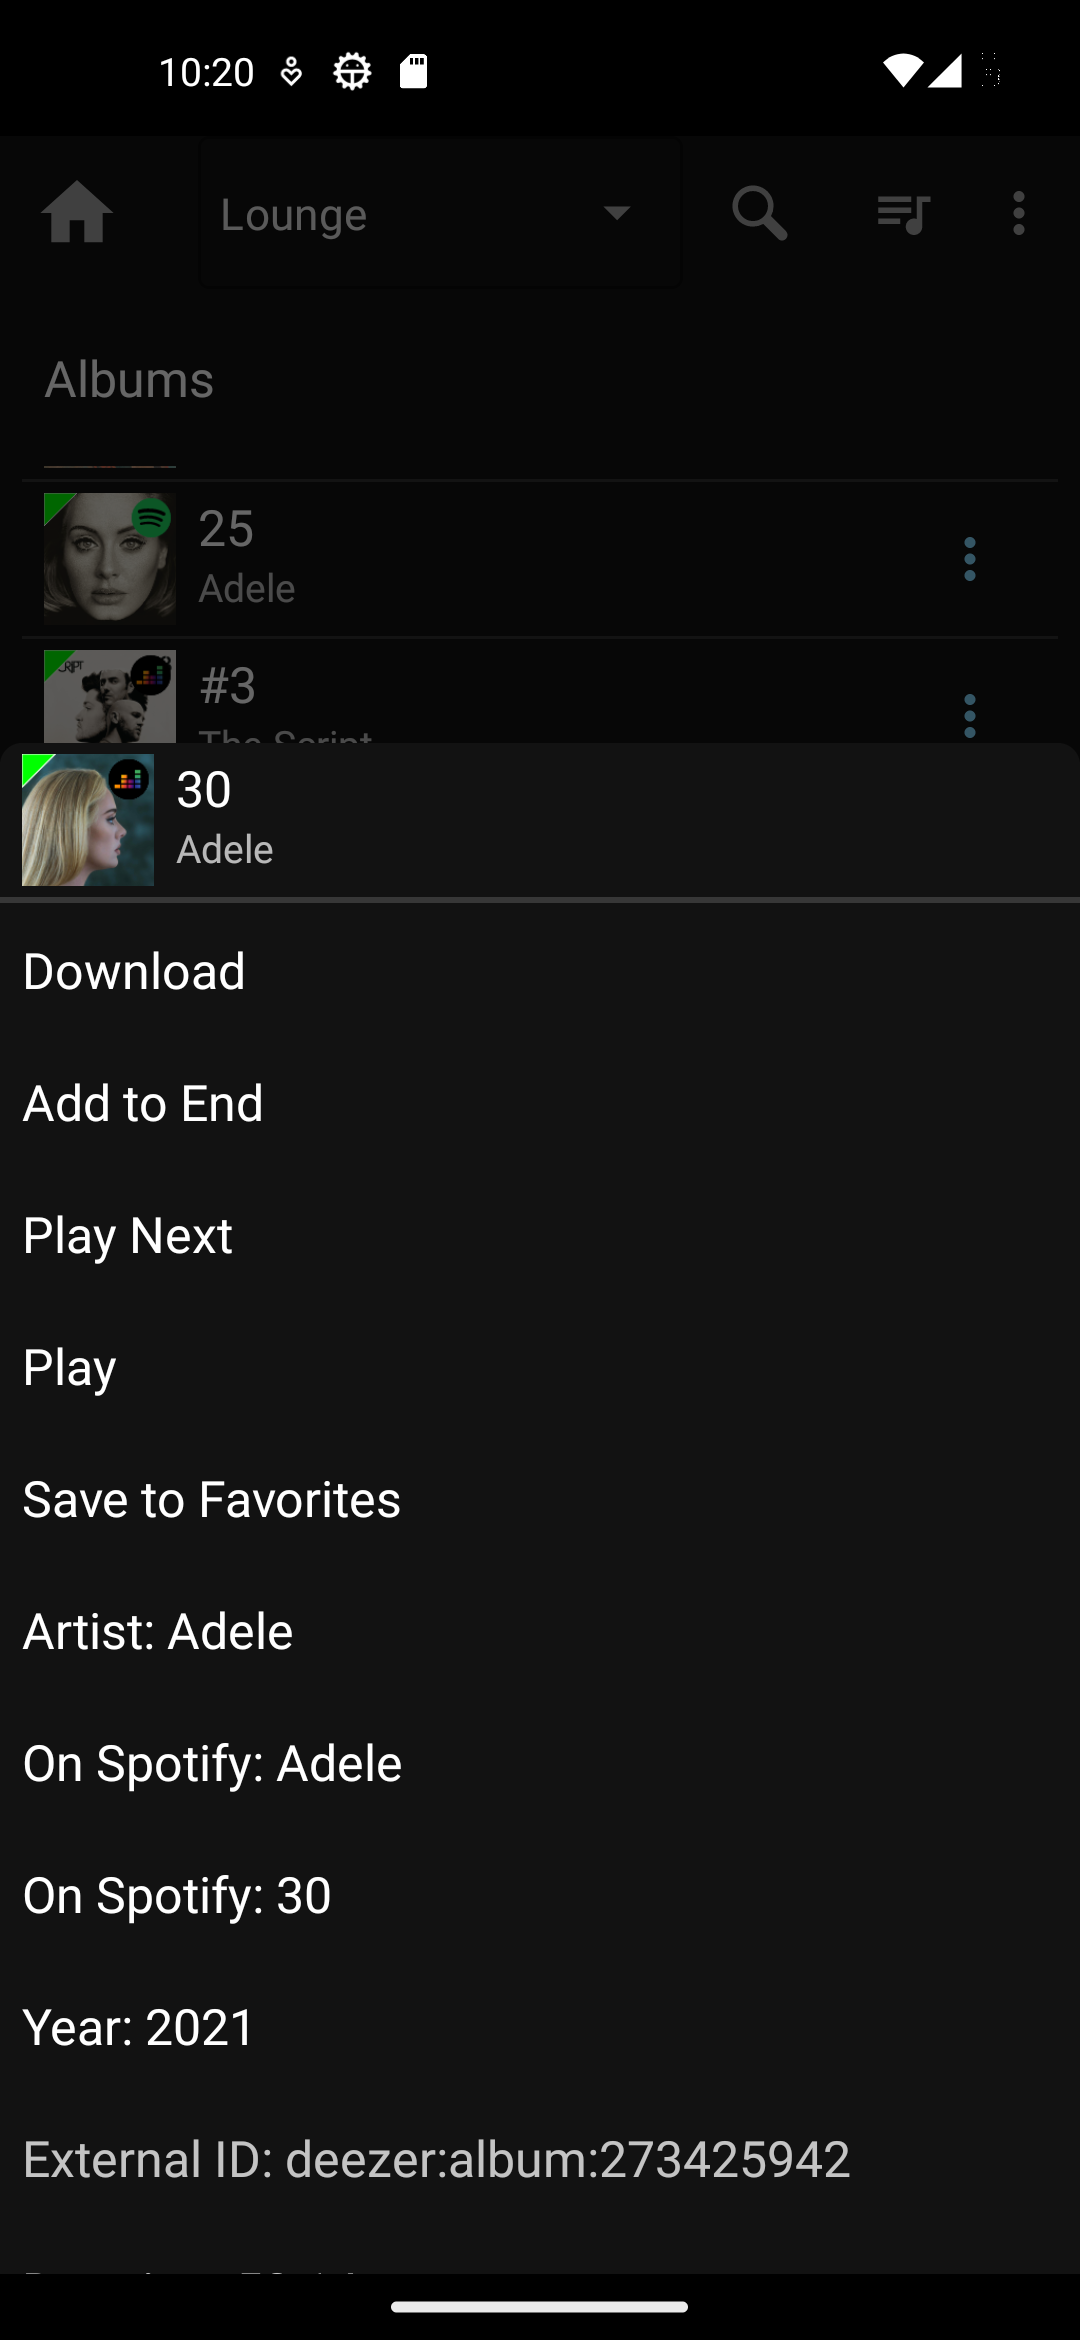 10:20
Lounge
Albums
25
Adele
#3
The Script
30
Adele
Download
Add to End
Play Next
Play
Save to Favorites
Artist: Adele
On Spotify: Adele
On Spotify: 30
Year: 2021
External ID: deezer:album:273425942